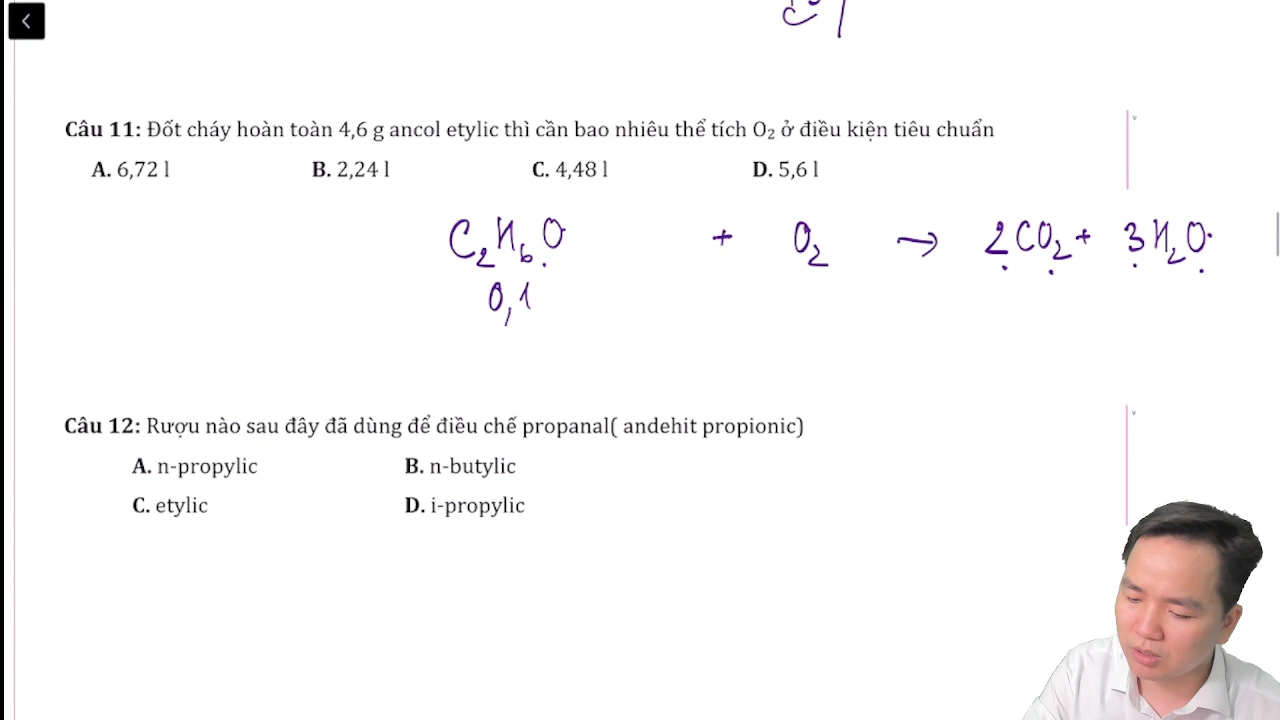 Câu 11: Đốt cháy hoàn toàn 4,6 g ancol etylic thì cần bao nhiêu thể tích O₂ ở điều kiện tiêu chuẩn
A. 6,72 l B. 2,24 l C. 4,48 l D. 5,6 l
C₂H₆O + O₂ → 2CO₂ + 3H₂O
0,1
Câu 12: Rượu nào sau đây đã dùng để điều chế propanal( andehit propionic)
A. n-propylic B. n-butylic
C. etylic D. i-propylic